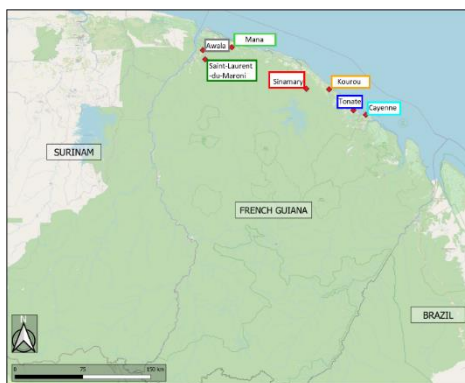 Mana
Awala
Saint-Laurent
-du-Maroni
Sinamary
Kourou
Tonate
Cayenne
SURINAM
FRENCH GUIANA
BRAZIL
N
0 75 150 km